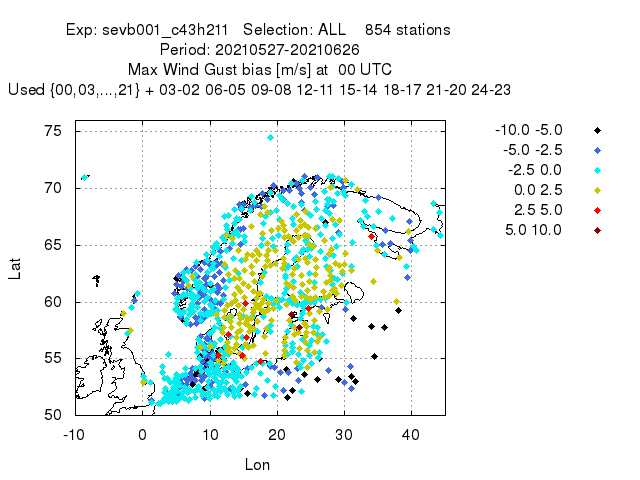 Exp: sevb001_c43h211   Selection: ALL    854 stations
Period: 20210527-20210626
Max Wind Gust bias [m/s] at  00 UTC
Used {00,03,...,21} + 03-02 06-05 09-08 12-11 15-14 18-17 21-20 24-23
-10.0 -5.0
-5.0 -2.5
-2.5 0.0
0.0 2.5
2.5 5.0
5.0 10.0
75
70
65
60
55
50
Lat
-10 0 10 20 30 40
Lon